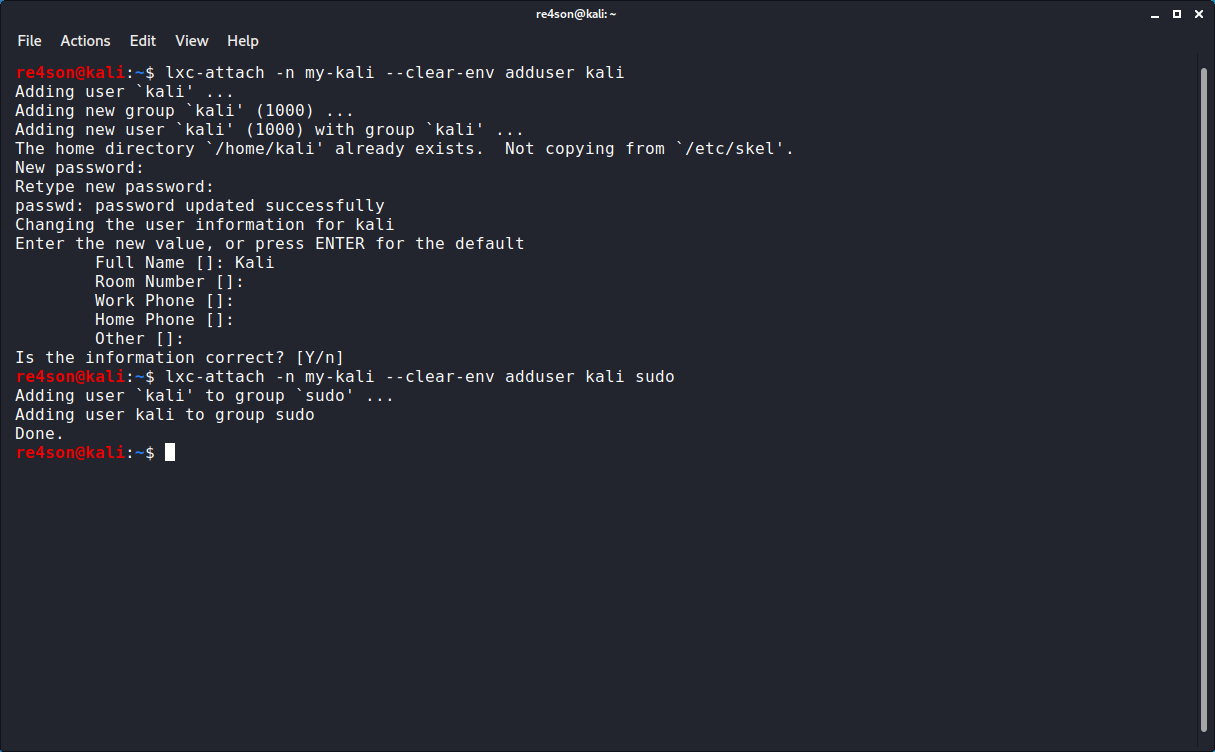 re4son@kali: ~
File Actions Edit View Help
re4son@kali:~$ lxc-attach -n my-kali --clear-env adduser kali
Adding user `kali' ...
Adding new group `kali' (1000) ...
Adding new user `kali' (1000) with group `kali' ...
The home directory `/home/kali' already exists.  Not copying from `/etc/skel'.
New password:
Retype new password:
passwd: password updated successfully
Changing the user information for kali
Enter the new value, or press ENTER for the default
        Full Name []: Kali
        Room Number []:
        Work Phone []:
        Home Phone []:
        Other []:
Is the information correct? [Y/n]
re4son@kali:~$ lxc-attach -n my-kali --clear-env adduser kali sudo
Adding user `kali' to group `sudo' ...
Adding user kali to group sudo
Done.
re4son@kali:~$